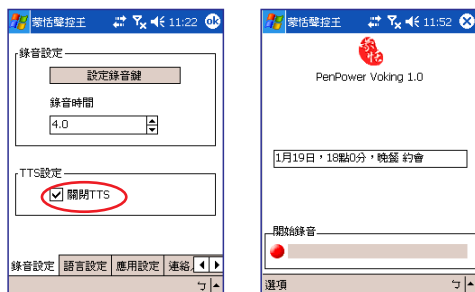 蒙恬聲控王 11:22 ok
錄音設定
設定錄音鍵
錄音時間
4.0
TTS設定
關閉TTS
錄音設定 語言設定 應用設定 連絡
ㄅ
蒙恬聲控王 11:52
蒙恬
PenPower Voking 1.0
1月19日，18點0分，晚餐 約會
開始錄音
選項 ㄅ